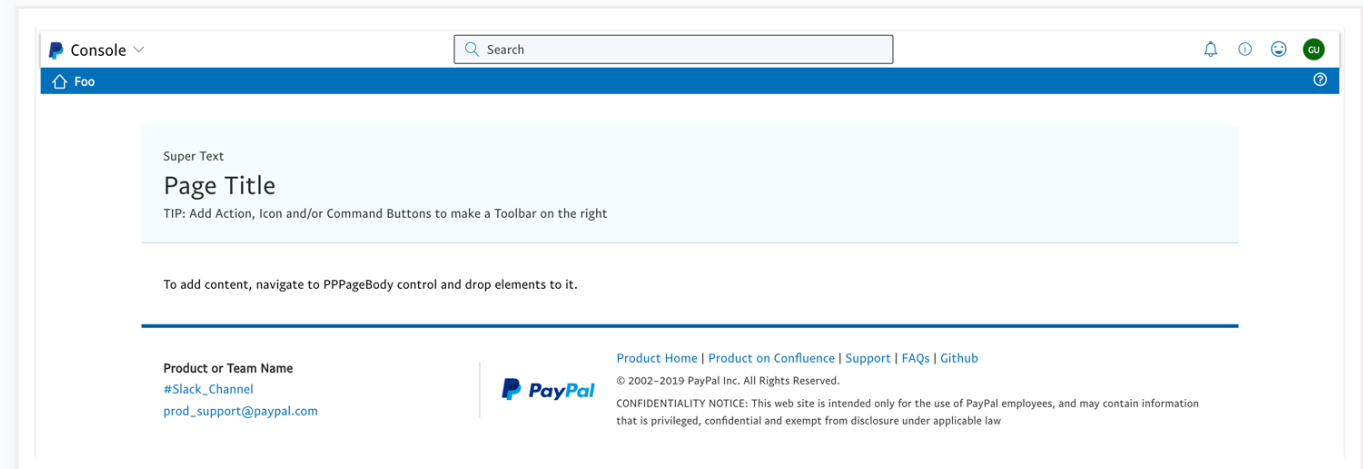 Console
Search
GU
Foo
Super Text
Page Title
TIP: Add Action, Icon and/or Command Buttons to make a Toolbar on the right
To add content, navigate to PPPageBody control and drop elements to it.
Product or Team Name
#Slack_Channel
prod_support@paypal.com
PayPal
Product Home | Product on Confluence | Support | FAQs | Github
© 2002-2019 PayPal Inc. All Rights Reserved.
CONFIDENTIALITY NOTICE: This web site is intended only for the use of PayPal employees, and may contain information
that is privileged, confidential and exempt from disclosure under applicable law